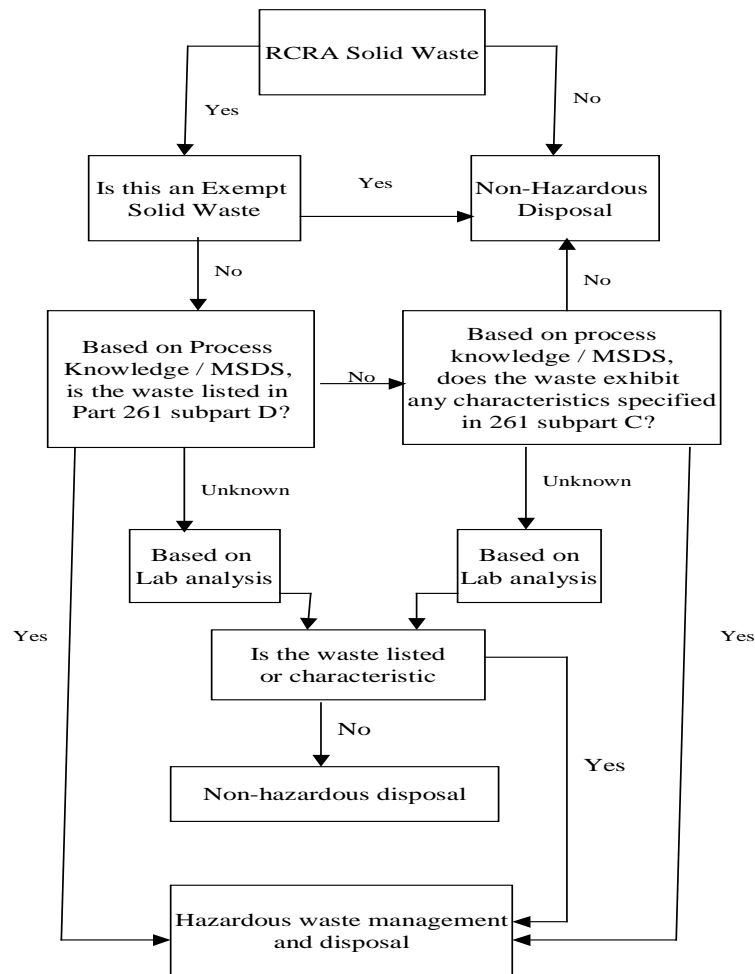 RCRA Solid Waste
Yes
No
Is this an Exempt
Solid Waste
Yes
Non-Hazardous
Disposal
No
No
Based on Process
Knowledge / MSDS,
is the waste listed in
Part 261 subpart D?
No
Based on process
knowledge / MSDS,
does the waste exhibit
any characteristics specified
in 261 subpart C?
Unknown
Unknown
Based on
Lab analysis
Based on
Lab analysis
Yes
Yes
Is the waste listed
or characteristic
No
Yes
Non-hazardous disposal
Hazardous waste management
and disposal